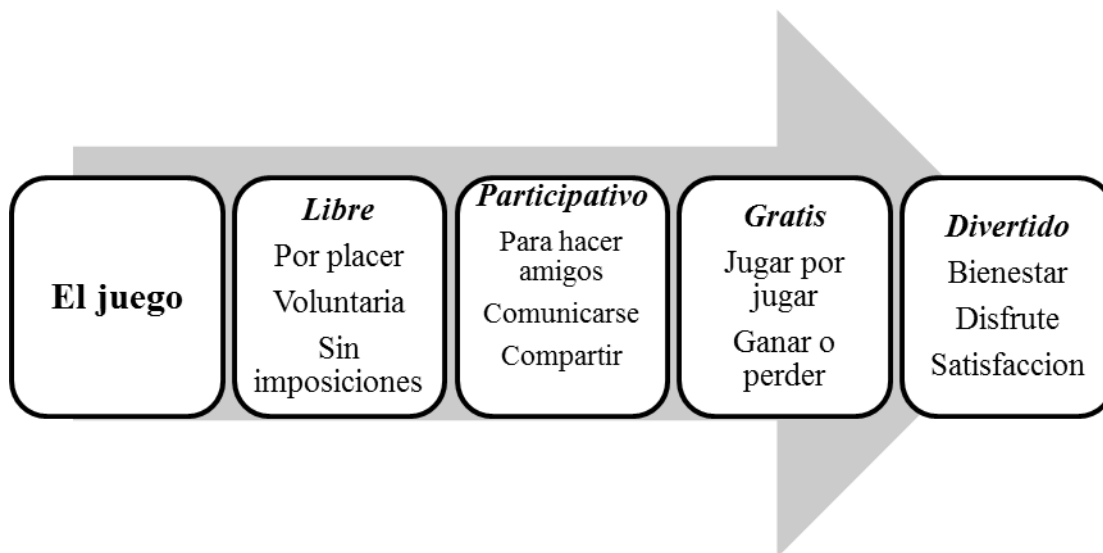 El juego
Libre
Por placer
Voluntaria
Sin
imposiciones
Participativo
Para hacer
amigos
Comunicarse
Compartir
Gratis
Jugar por
jugar
Ganar o
perder
Divertido
Bienestar
Disfrute
Satisfaccion